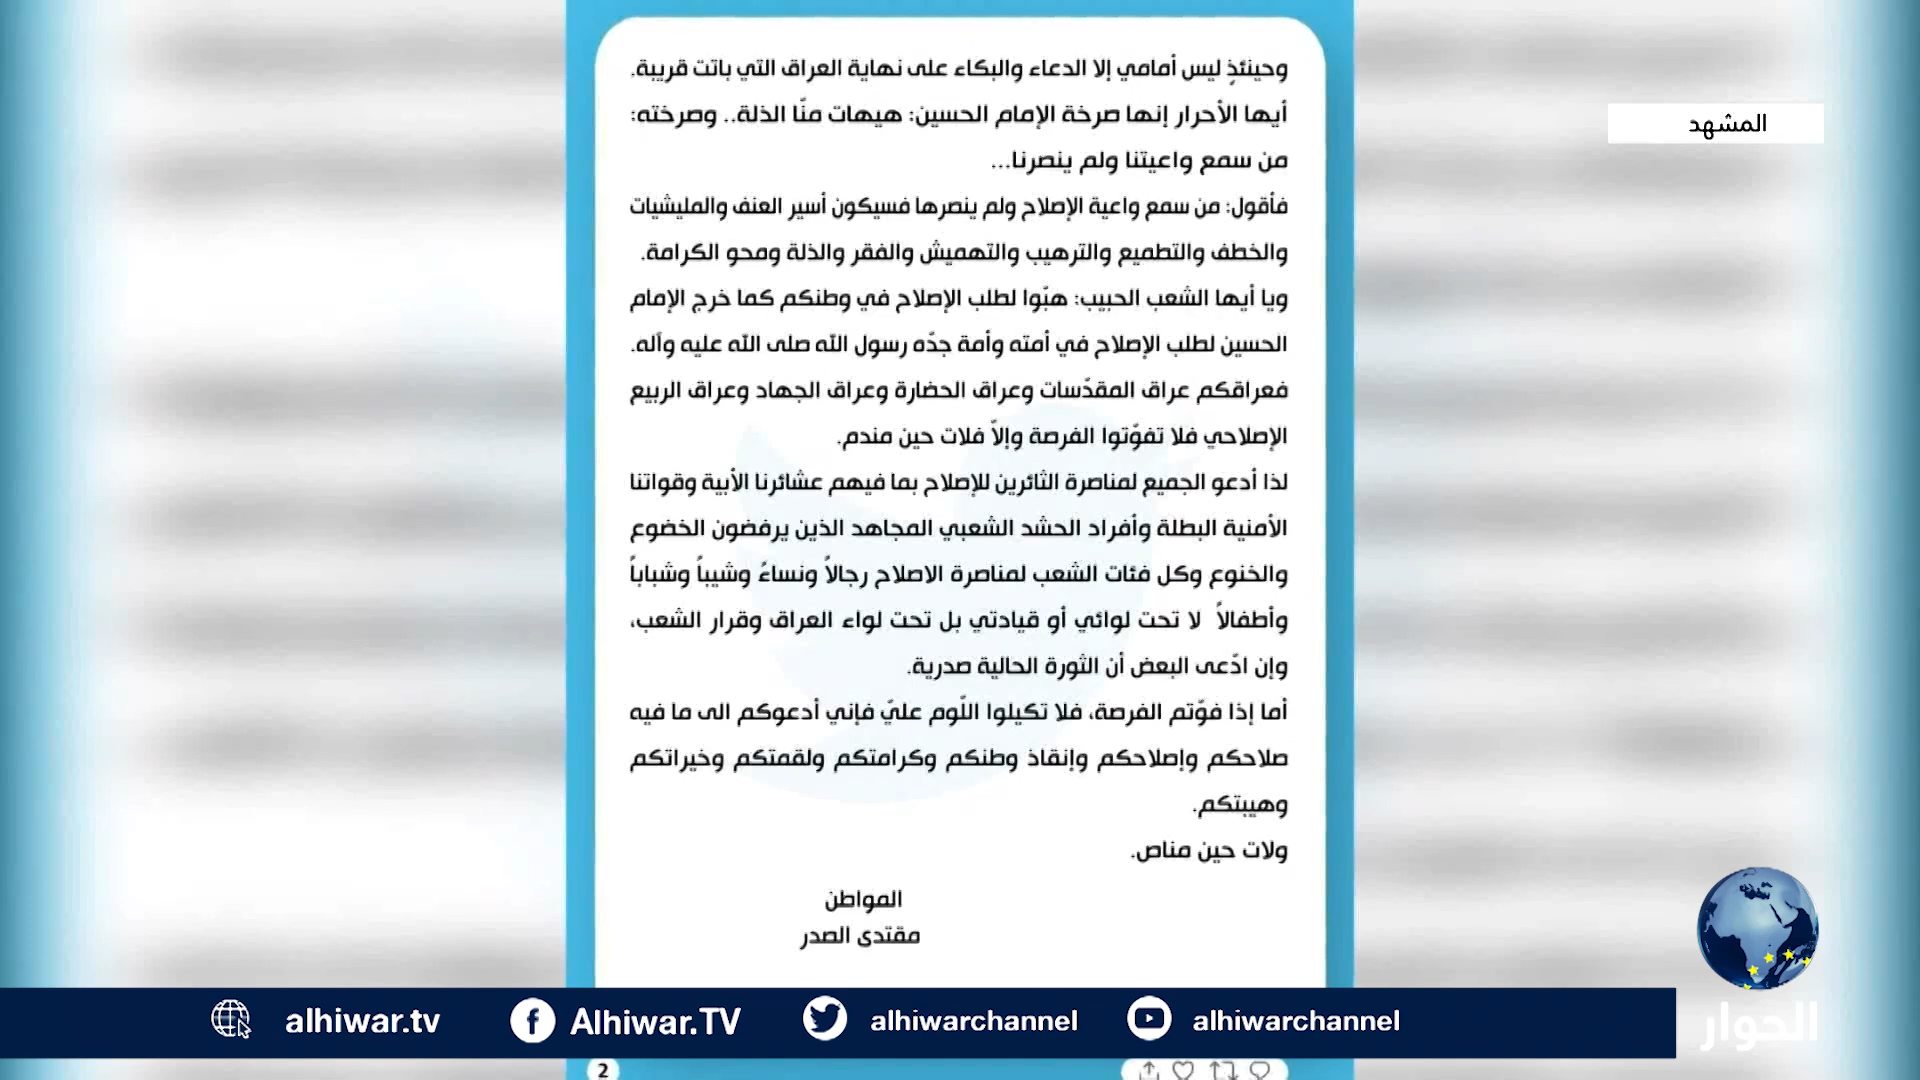 وحينئذٍ ليس أمامي إلا الدعاء والبكاء على نهاية العراق التي باتت قريبة.
أيها الأحرار إنها صرخة الإمام الحسين: هيهات منّا الذلة.. وصرخته:
من سمع واعيتنا ولم ينصرنا...
فأقول: من سمع واعية الإصلاح ولم ينصرها فسيكون أسير العنف والمليشيات
والخطف والتطميع والترهيب والتهميش والفقر والذلة ومحو الكرامة.
ويا أيها الشعب الحبيب: هبّوا لطلب الإصلاح في وطنكم كما خرج الإمام
الحسين لطلب الإصلاح في أمته وأمة جدّه رسول الله صلى الله عليه وآله.
فعراقكم عراق المقدّسات وعراق الحضارة وعراق الجهاد وعراق الربيع
الإصلاحي فلا تفوّتوا الفرصة وإلاّ فلات حين مندم.
لذا أدعو الجميع لمناصرة الثائرين للإصلاح بما فيهم عشائرنا الأبية وقواتنا
الأمنية البطلة وأفراد الحشد الشعبي المجاهد الذين يرفضون الخضوع
والخنوع وكل فئات الشعب لمناصرة الاصلاح رجالاً ونساءً وشيباً وشباباً
وأطفالاً لا تحت لوائي أو قيادتي بل تحت لواء العراق وقرار الشعب،
وإن ادّعى البعض أن الثورة الحالية صدرية.
أما إذا فوّتم الفرصة، فلا تكيلوا اللّوم عليّ فإني أدعوكم الى ما فيه
صلاحكم وإصلاحكم وإنقاذ وطنكم وكرامتكم ولقمتكم وخيراتكم
وهيبتكم.
ولات حين مناص.
المواطن
مقتدى الصدر
المشهد
الحوار
alhiwar.tv
Alhiwar.TV
alhiwarchannel
alhiwarchannel
2